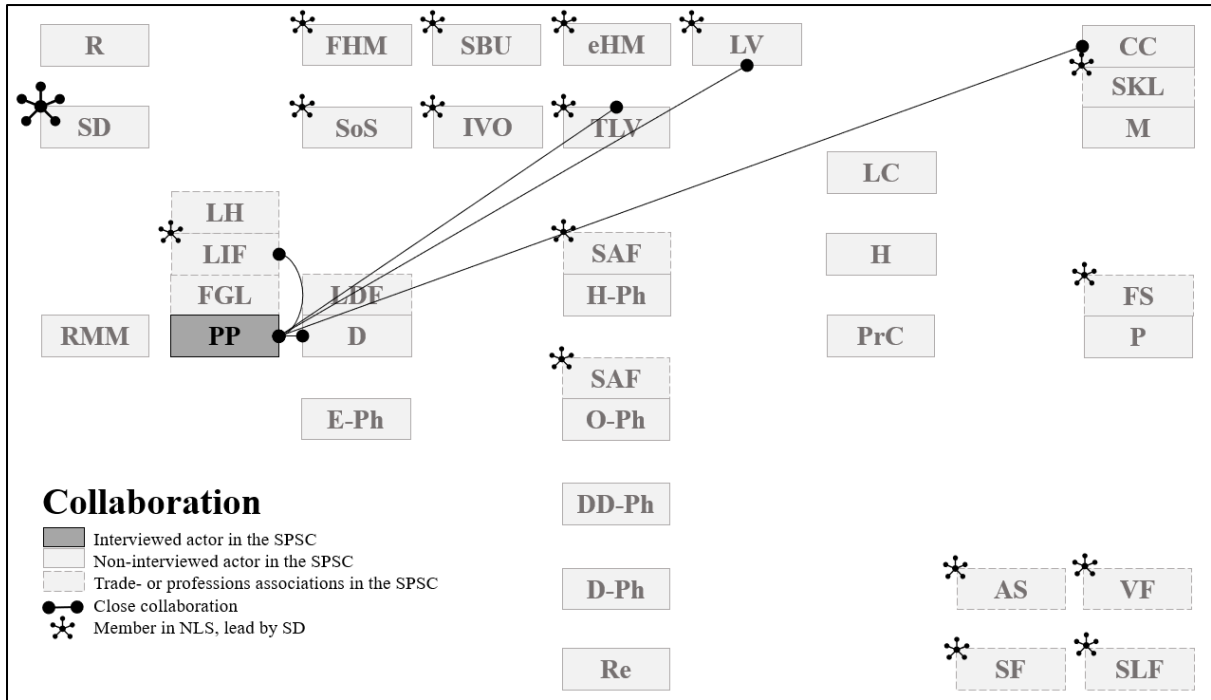 R
FHM
SBU
eHM
LV
CC
SKL
SD
SoS
IVO
TLV
M
LC
LH
LIF
SAF
H
FGL
LDF
H-Ph
FS
RMM
PP
D
PrC
P
SAF
E-Ph
O-Ph
DD-Ph
Collaboration
Interviewed actor in the SPSC
Non-interviewed actor in the SPSC
Trade- or professions associations in the SPSC
Close collaboration
Member in NLS, lead by SD
D-Ph
AS
VF
Re
SF
SLF